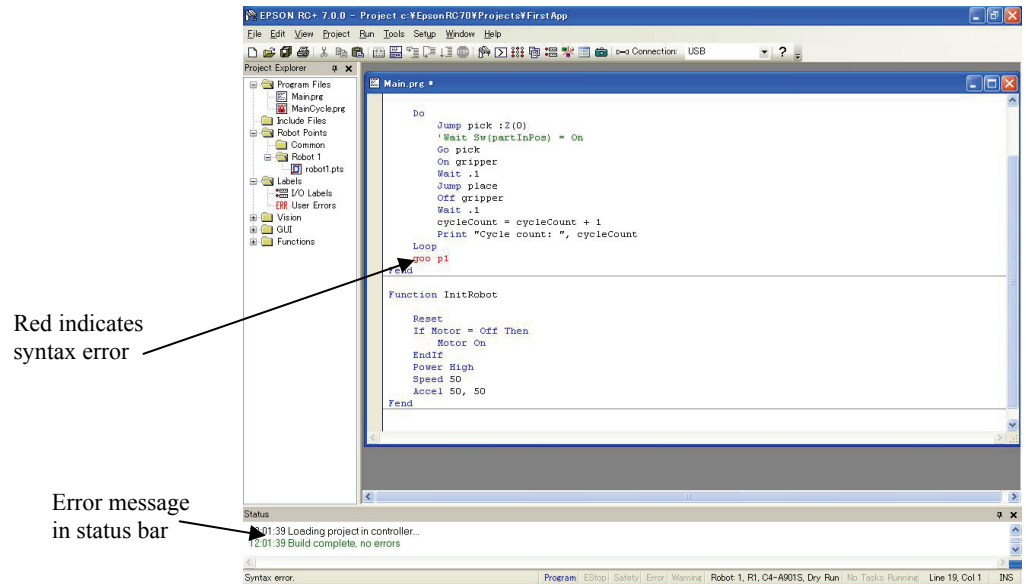 EPSON RC+ 7.0.0 - Project c:¥EpsonRC70¥Projects¥FirstApp
File Edit View Project Run Tools Setup Window Help
Connection: USB
Project Explorer
Program Files
Main.prg
MainCycle.prg
Include Files
Robot Points
Common
Robot 1
robot1.pts
Labels
I/O Labels
ERR User Errors
Vision
GUI
Functions
Main.prg *
Do
Jump pick :Z(0)
'Wait Sw(partInPos) = On
Go pick
On gripper
Wait .1
Jump place
Off gripper
Wait .1
cycleCount = cycleCount + 1
Print "Cycle count: ", cycleCount
Loop
goo p1
Fend
Function InitRobot
Reset
If Motor = Off Then
Motor On
EndIf
Power High
Speed 50
Accel 50, 50
Fend
Red indicates
syntax error
Error message
in status bar
Status
12:01:39 Loading project in controller...
12:01:39 Build complete, no errors
Syntax error.
Program EStop Safety Error Warning Robot: 1, R1, C4-A901S, Dry Run No Tasks Running Line 19, Col 1 INS